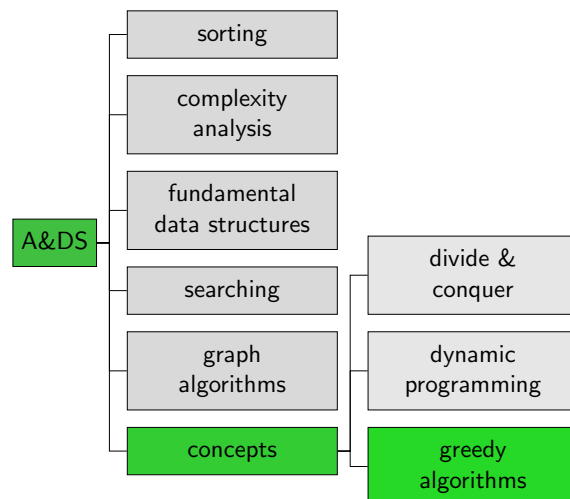 sorting
complexity
analysis
fundamental
data structures
A&DS
searching
graph
algorithms
concepts
divide &
conquer
dynamic
programming
greedy
algorithms